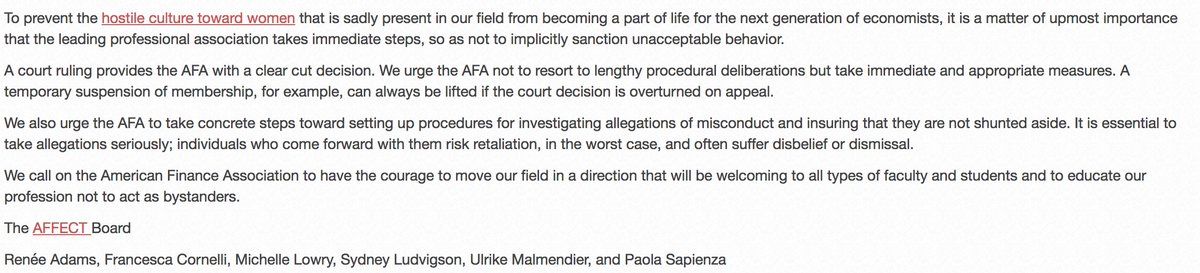 To prevent the hostile culture toward women that is sadly present in our field from becoming a part of life for the next generation of economists, it is a matter of upmost importance
that the leading professional association takes immediate steps, so as not to implicitly sanction unacceptable behavior.
A court ruling provides the AFA with a clear cut decision. We urge the AFA not to resort to lengthy procedural deliberations but take immediate and appropriate measures. A
temporary suspension of membership, for example, can always be lifted if the court decision is overturned on appeal.
We also urge the AFA to take concrete steps toward setting up procedures for investigating allegations of misconduct and insuring that they are not shunted aside. It is essential to
take allegations seriously; individuals who come forward with them risk retaliation, in the worst case, and often suffer disbelief or dismissal.
We call on the American Finance Association to have the courage to move our field in a direction that will be welcoming to all types of faculty and students and to educate our
profession not to act as bystanders.
The AFFECT Board
Renée Adams, Francesca Cornelli, Michelle Lowry, Sydney Ludvigson, Ulrike Malmendier, and Paola Sapienza